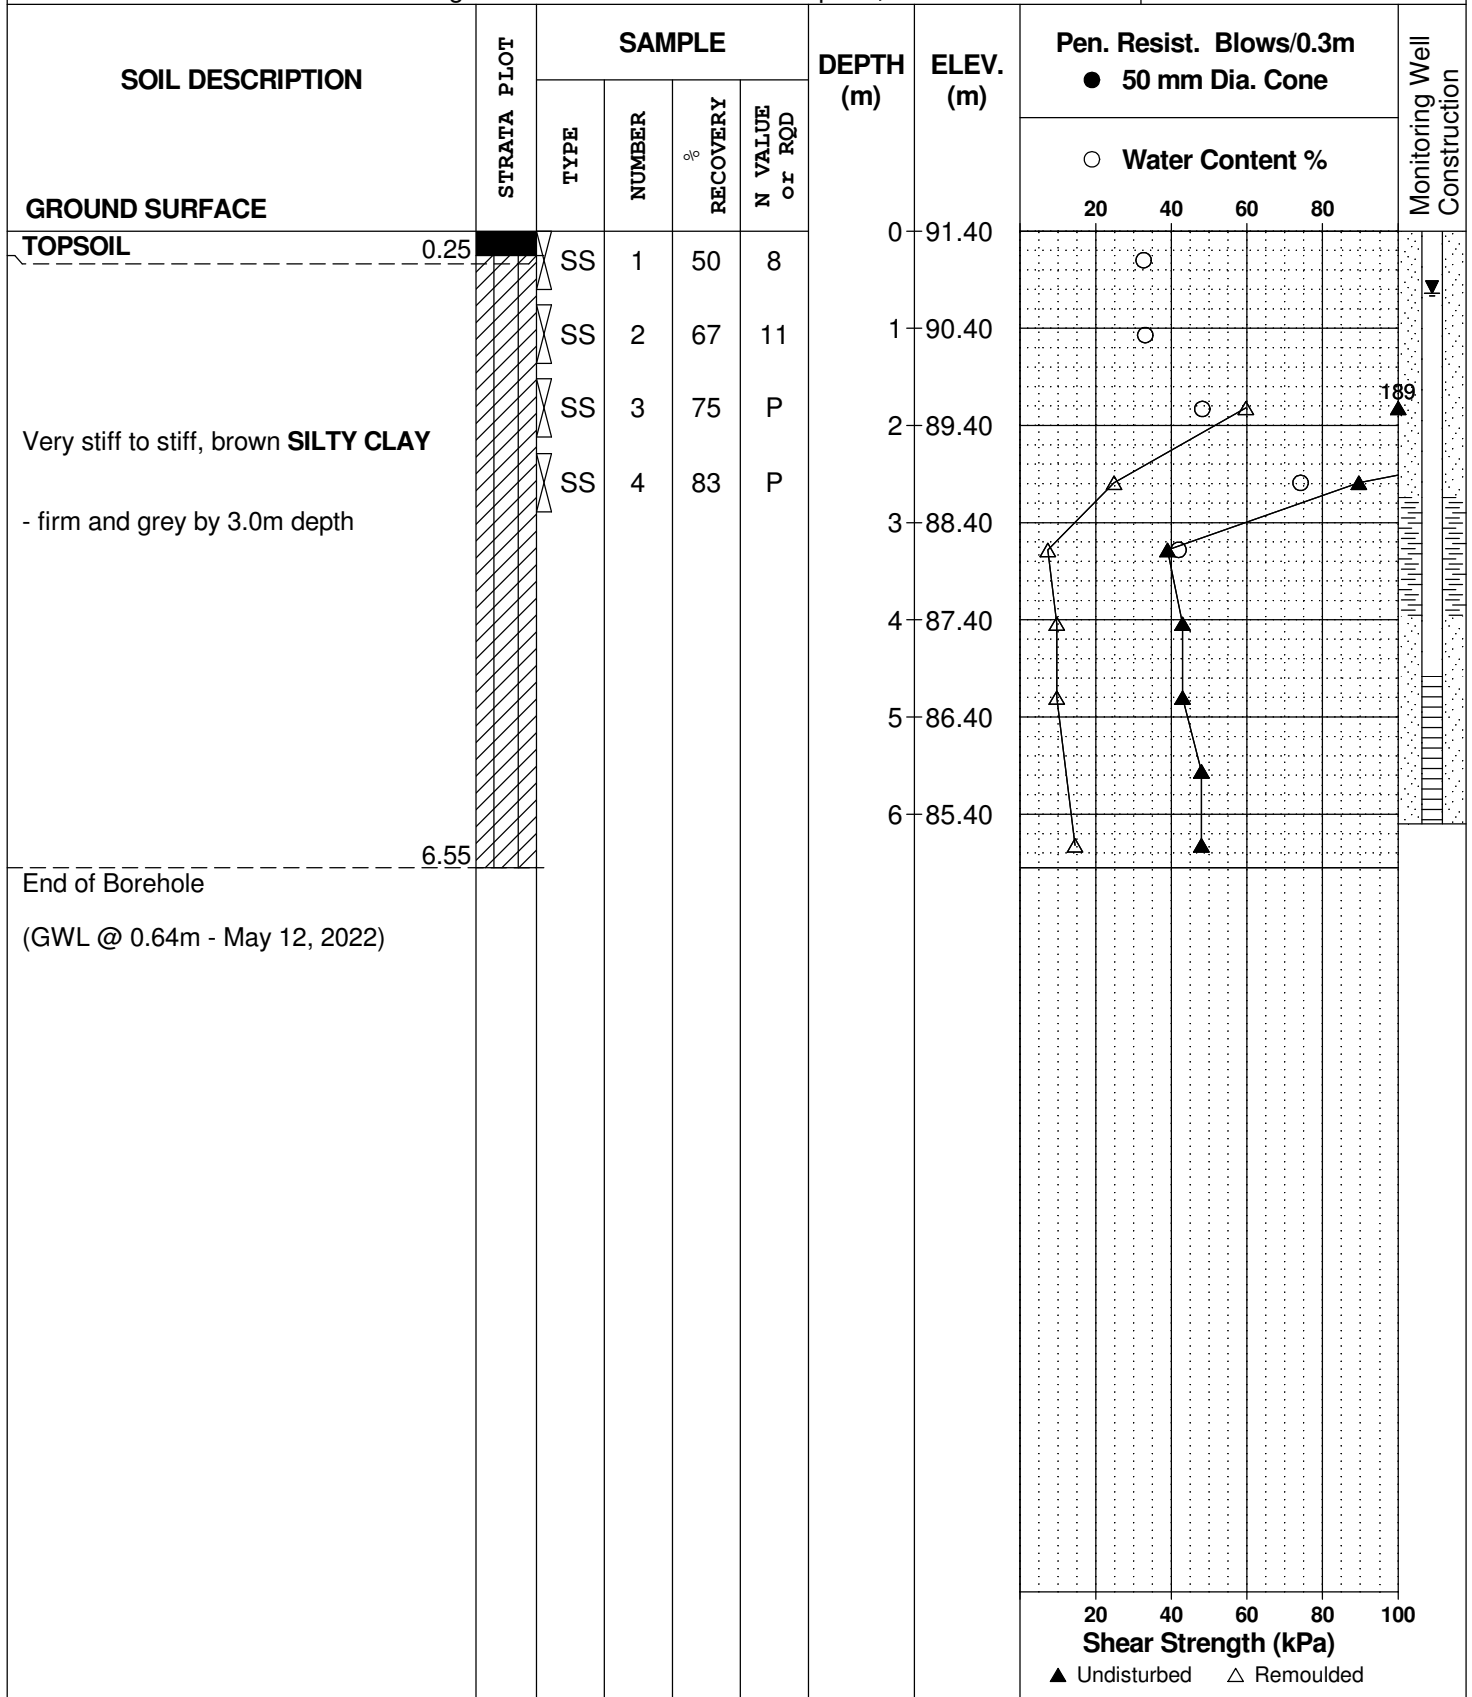 SOIL DESCRIPTION
GROUND SURFACE
STRATA PLOT
SAMPLE
TYPE
NUMBER
%
RECOVERY
N VALUE
or RQD
DEPTH
(m)
ELEV.
(m)
Pen. Resist. Blows/0.3m
● 50 mm Dia. Cone
○ Water Content %
20 40 60 80
Monitoring Well
Construction
TOPSOIL 0.25
SS 1 50 8
SS 2 67 11
SS 3 75 P
SS 4 83 P
Very stiff to stiff, brown SILTY CLAY
- firm and grey by 3.0m depth
6.55
End of Borehole
(GWL @ 0.64m - May 12, 2022)
0 91.40
1 90.40
2 89.40
3 88.40
4 87.40
5 86.40
6 85.40
189
20 40 60 80 100
Shear Strength (kPa)
▲ Undisturbed △ Remoulded